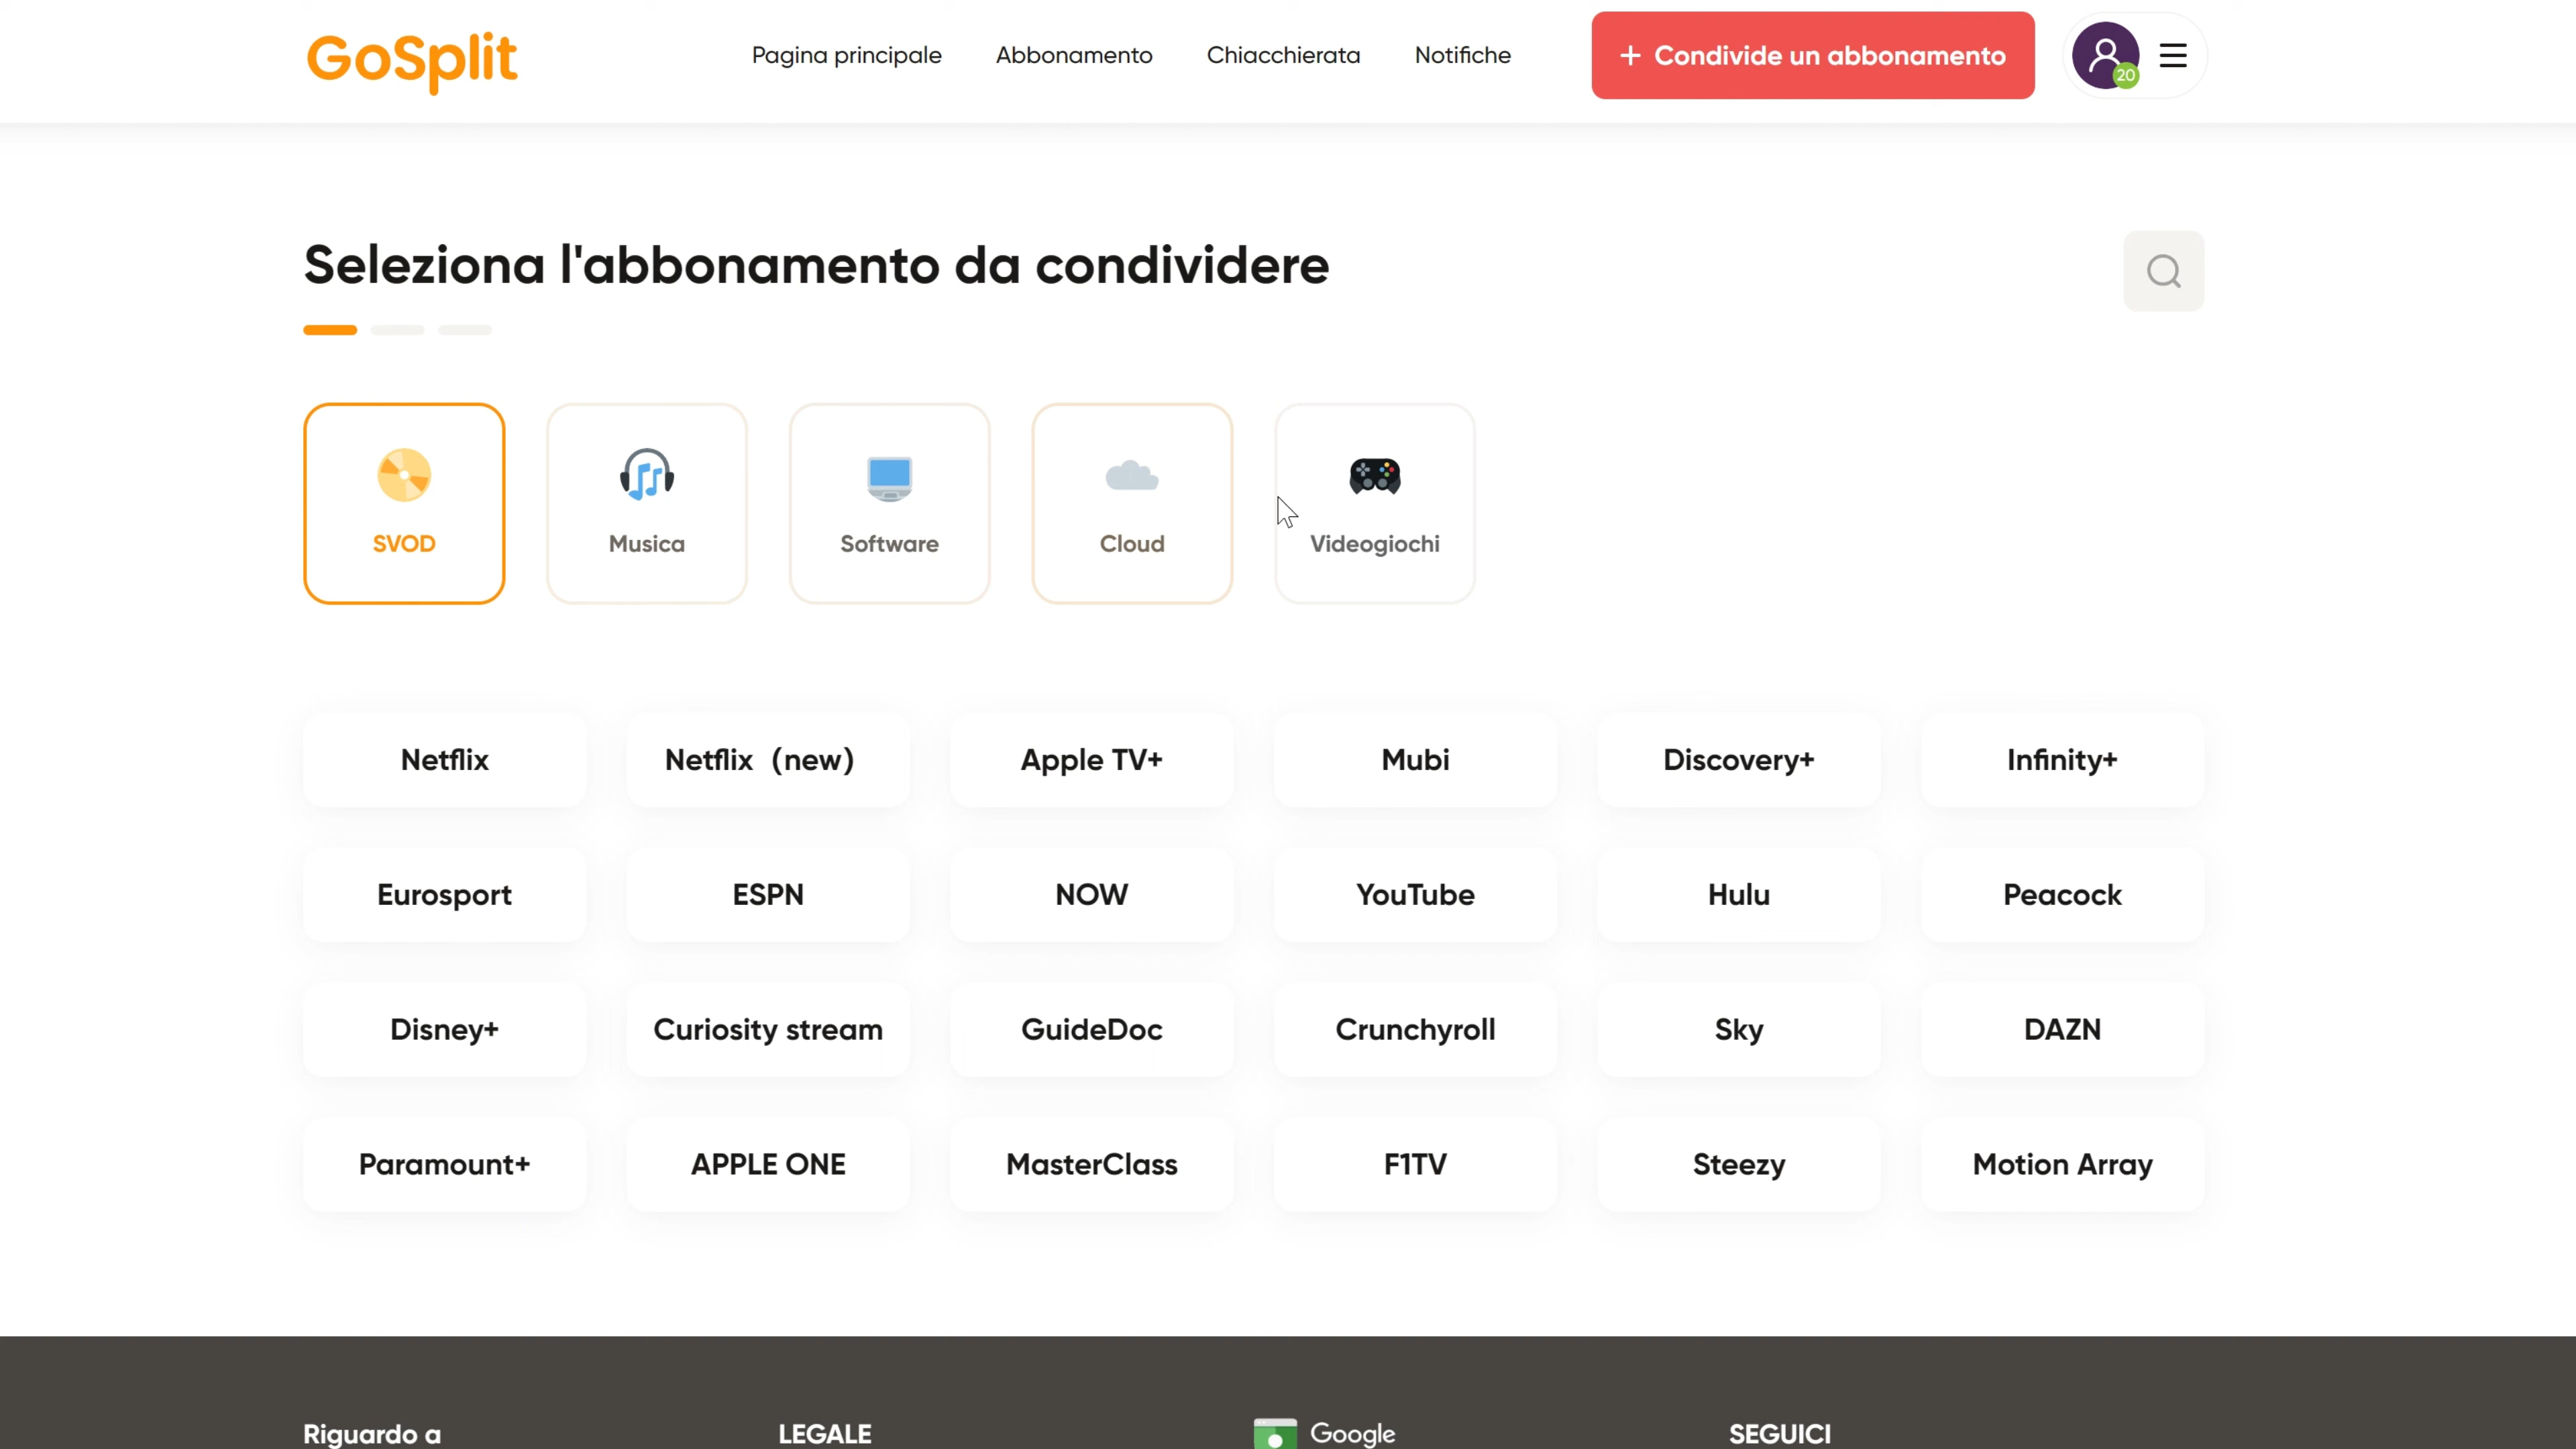 GoSplit
Pagina principale
Abbonamento
Chiacchierata
Notifiche
+ Condivide un abbonamento
20
Seleziona l'abbonamento da condividere
SVOD
Musica
Software
Cloud
Videogiochi
Netflix
Netflix（new）
Apple TV+
Mubi
Discovery+
Infinity+
Eurosport
ESPN
NOW
YouTube
Hulu
Peacock
Disney+
Curiosity stream
GuideDoc
Crunchyroll
Sky
DAZN
Paramount+
APPLE ONE
MasterClass
F1TV
Steezy
Motion Array
Riguardo a
LEGALE
Google
SEGUICI